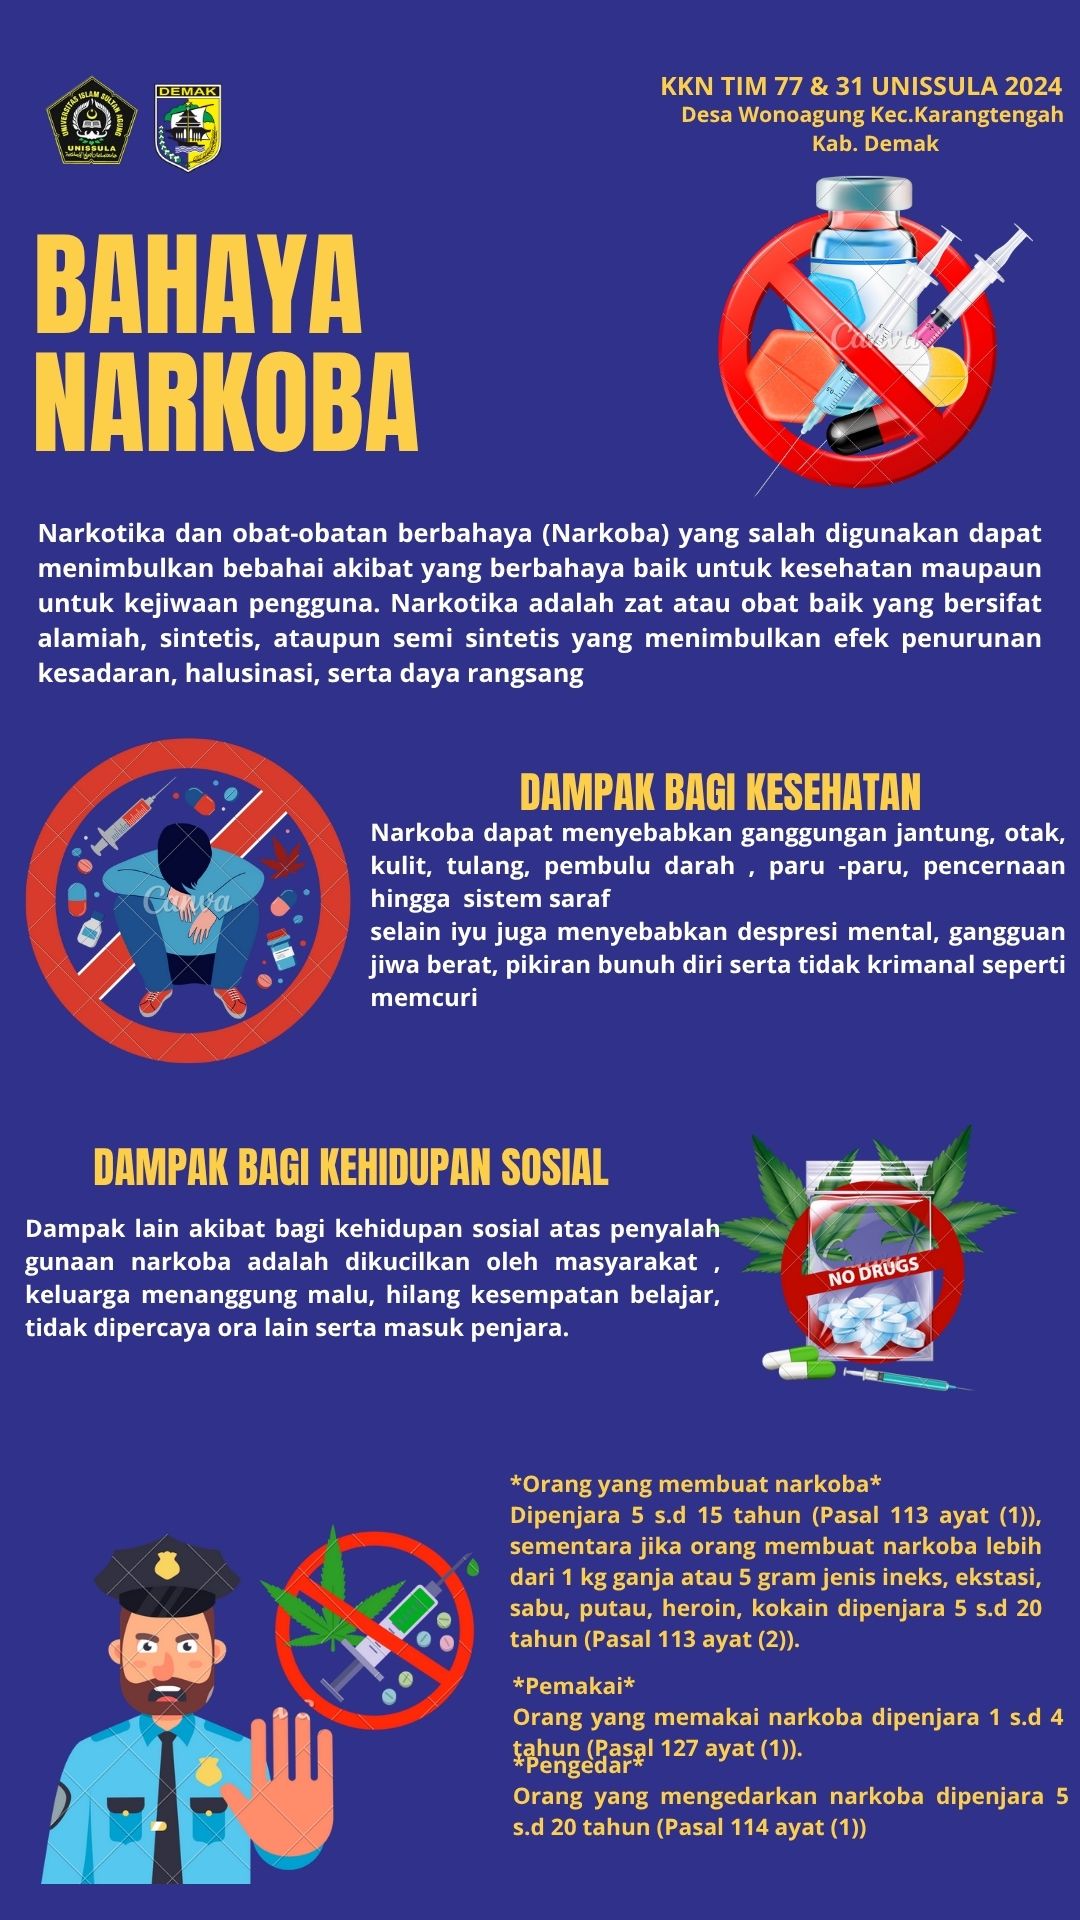 UNIVERSITAS ISLAM SULTAN AGUNG
UNISSULA
DEMAK
KKN TIM 77 & 31 UNISSULA 2024
Desa Wonoagung Kec.Karangtengah
Kab. Demak
BAHAYA
NARKOBA
Canva
Narkotika dan obat-obatan berbahaya (Narkoba) yang salah digunakan dapat
menimbulkan bebahai akibat yang berbahaya baik untuk kesehatan maupaun
untuk kejiwaan pengguna. Narkotika adalah zat atau obat baik yang bersifat
alamiah, sintetis, ataupun semi sintetis yang menimbulkan efek penurunan
kesadaran, halusinasi, serta daya rangsang
Canva
DAMPAK BAGI KESEHATAN
Narkoba dapat menyebabkan ganggungan jantung, otak,
kulit, tulang, pembulu darah , paru -paru, pencernaan
hingga  sistem saraf
selain iyu juga menyebabkan despresi mental, gangguan
jiwa berat, pikiran bunuh diri serta tidak krimanal seperti
memcuri
DAMPAK BAGI KEHIDUPAN SOSIAL
Dampak lain akibat bagi kehidupan sosial atas penyalah
gunaan narkoba adalah dikucilkan oleh masyarakat ,
keluarga menanggung malu, hilang kesempatan belajar,
tidak dipercaya ora lain serta masuk penjara.
NO DRUGS
*Orang yang membuat narkoba*
Dipenjara 5 s.d 15 tahun (Pasal 113 ayat (1)),
sementara jika orang membuat narkoba lebih
dari 1 kg ganja atau 5 gram jenis ineks, ekstasi,
sabu, putau, heroin, kokain dipenjara 5 s.d 20
tahun (Pasal 113 ayat (2)).
*Pemakai*
Orang yang memakai narkoba dipenjara 1 s.d 4
tahun (Pasal 127 ayat (1)).
*Pengedar*
Orang yang mengedarkan narkoba dipenjara 5
s.d 20 tahun (Pasal 114 ayat (1))